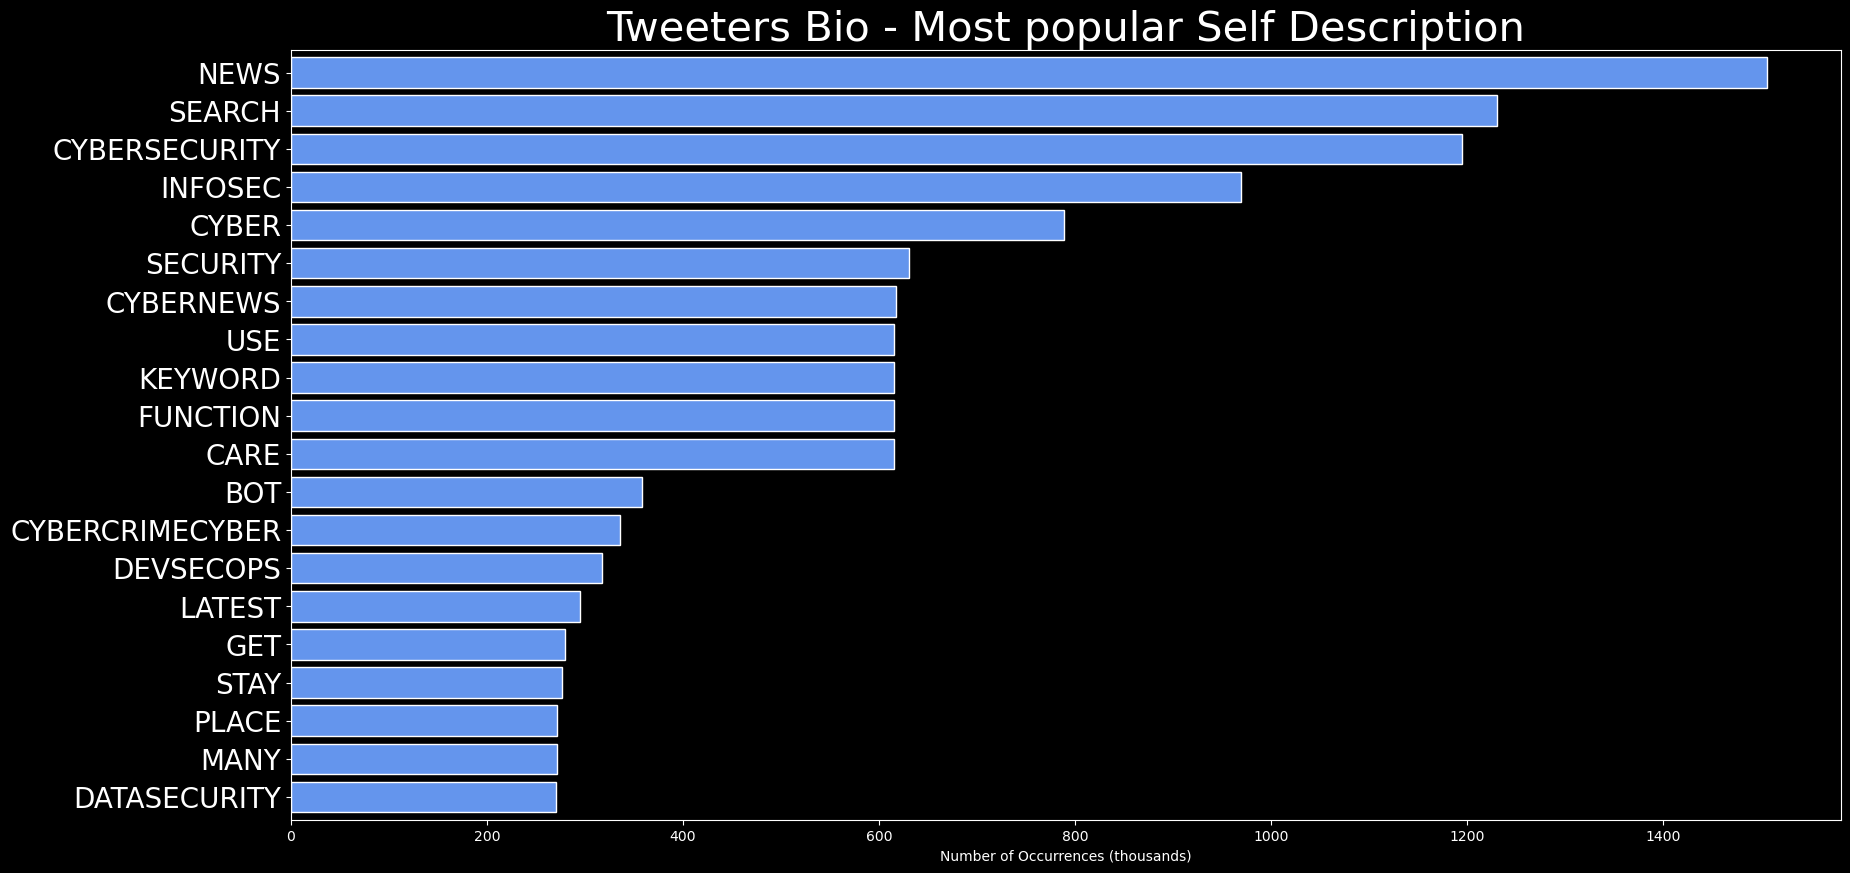 Tweeters Bio - Most popular Self Description
NEWS
SEARCH
CYBERSECURITY
INFOSEC
CYBER
SECURITY
CYBERNEWS
USE
KEYWORD
FUNCTION
CARE
BOT
CYBERCRIMECYBER
DEVSECOPS
LATEST
GET
STAY
PLACE
MANY
DATASECURITY
0 200 400 600 800 1000 1200 1400
Number of Occurrences (thousands)